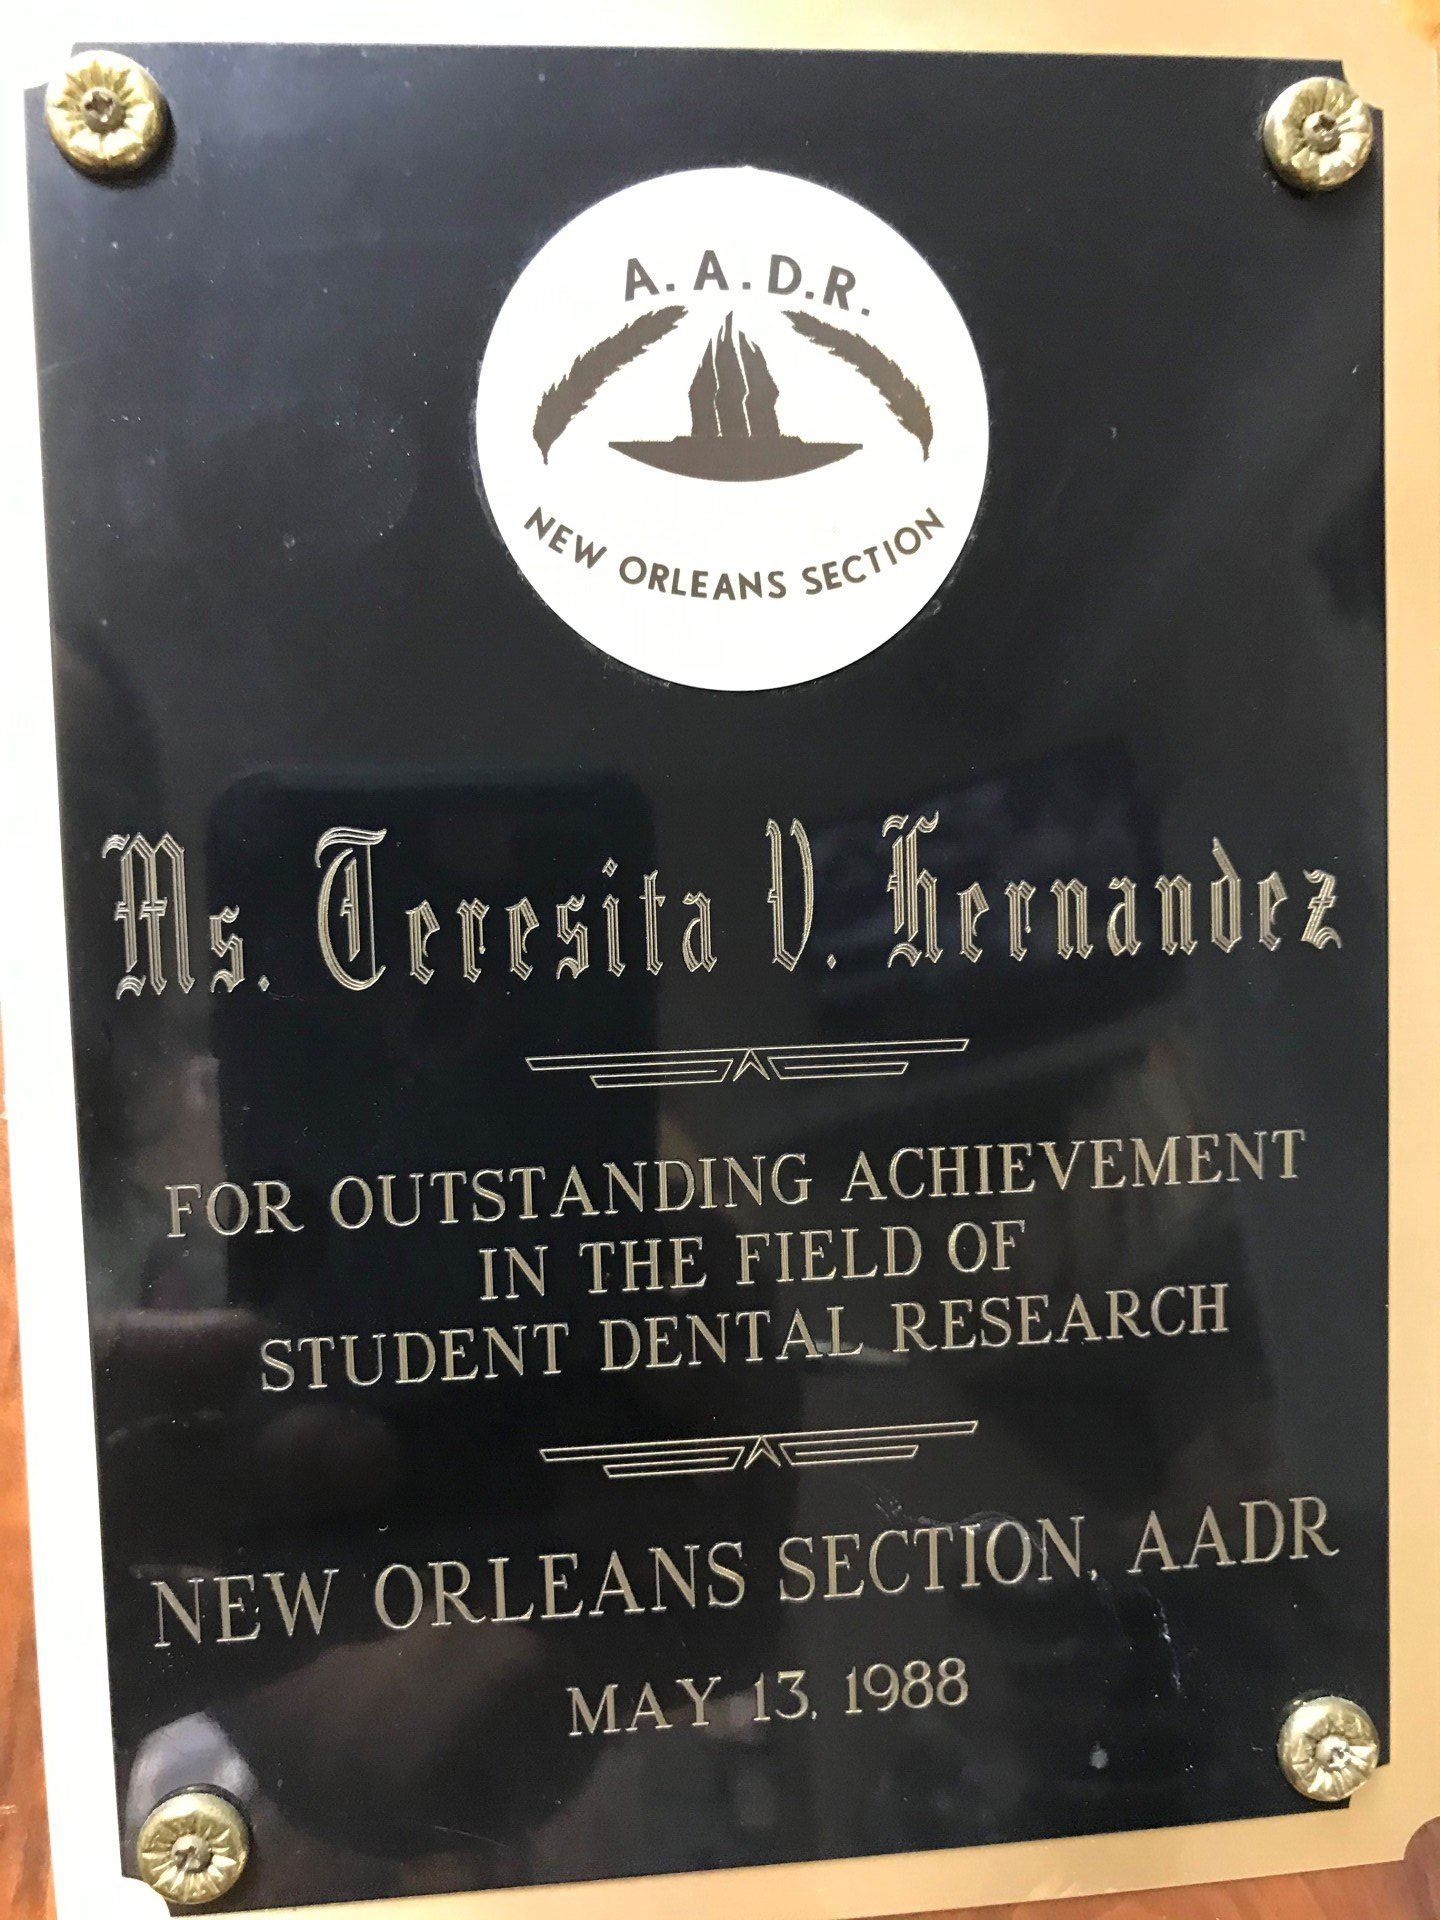 A.A.D.R.
NEW ORLEANS SECTION
Ms. Teresita V. Hernandez
FOR OUTSTANDING ACHIEVEMENT
IN THE FIELD OF
STUDENT DENTAL RESEARCH
NEW ORLEANS SECTION, AADR
MAY 13, 1988